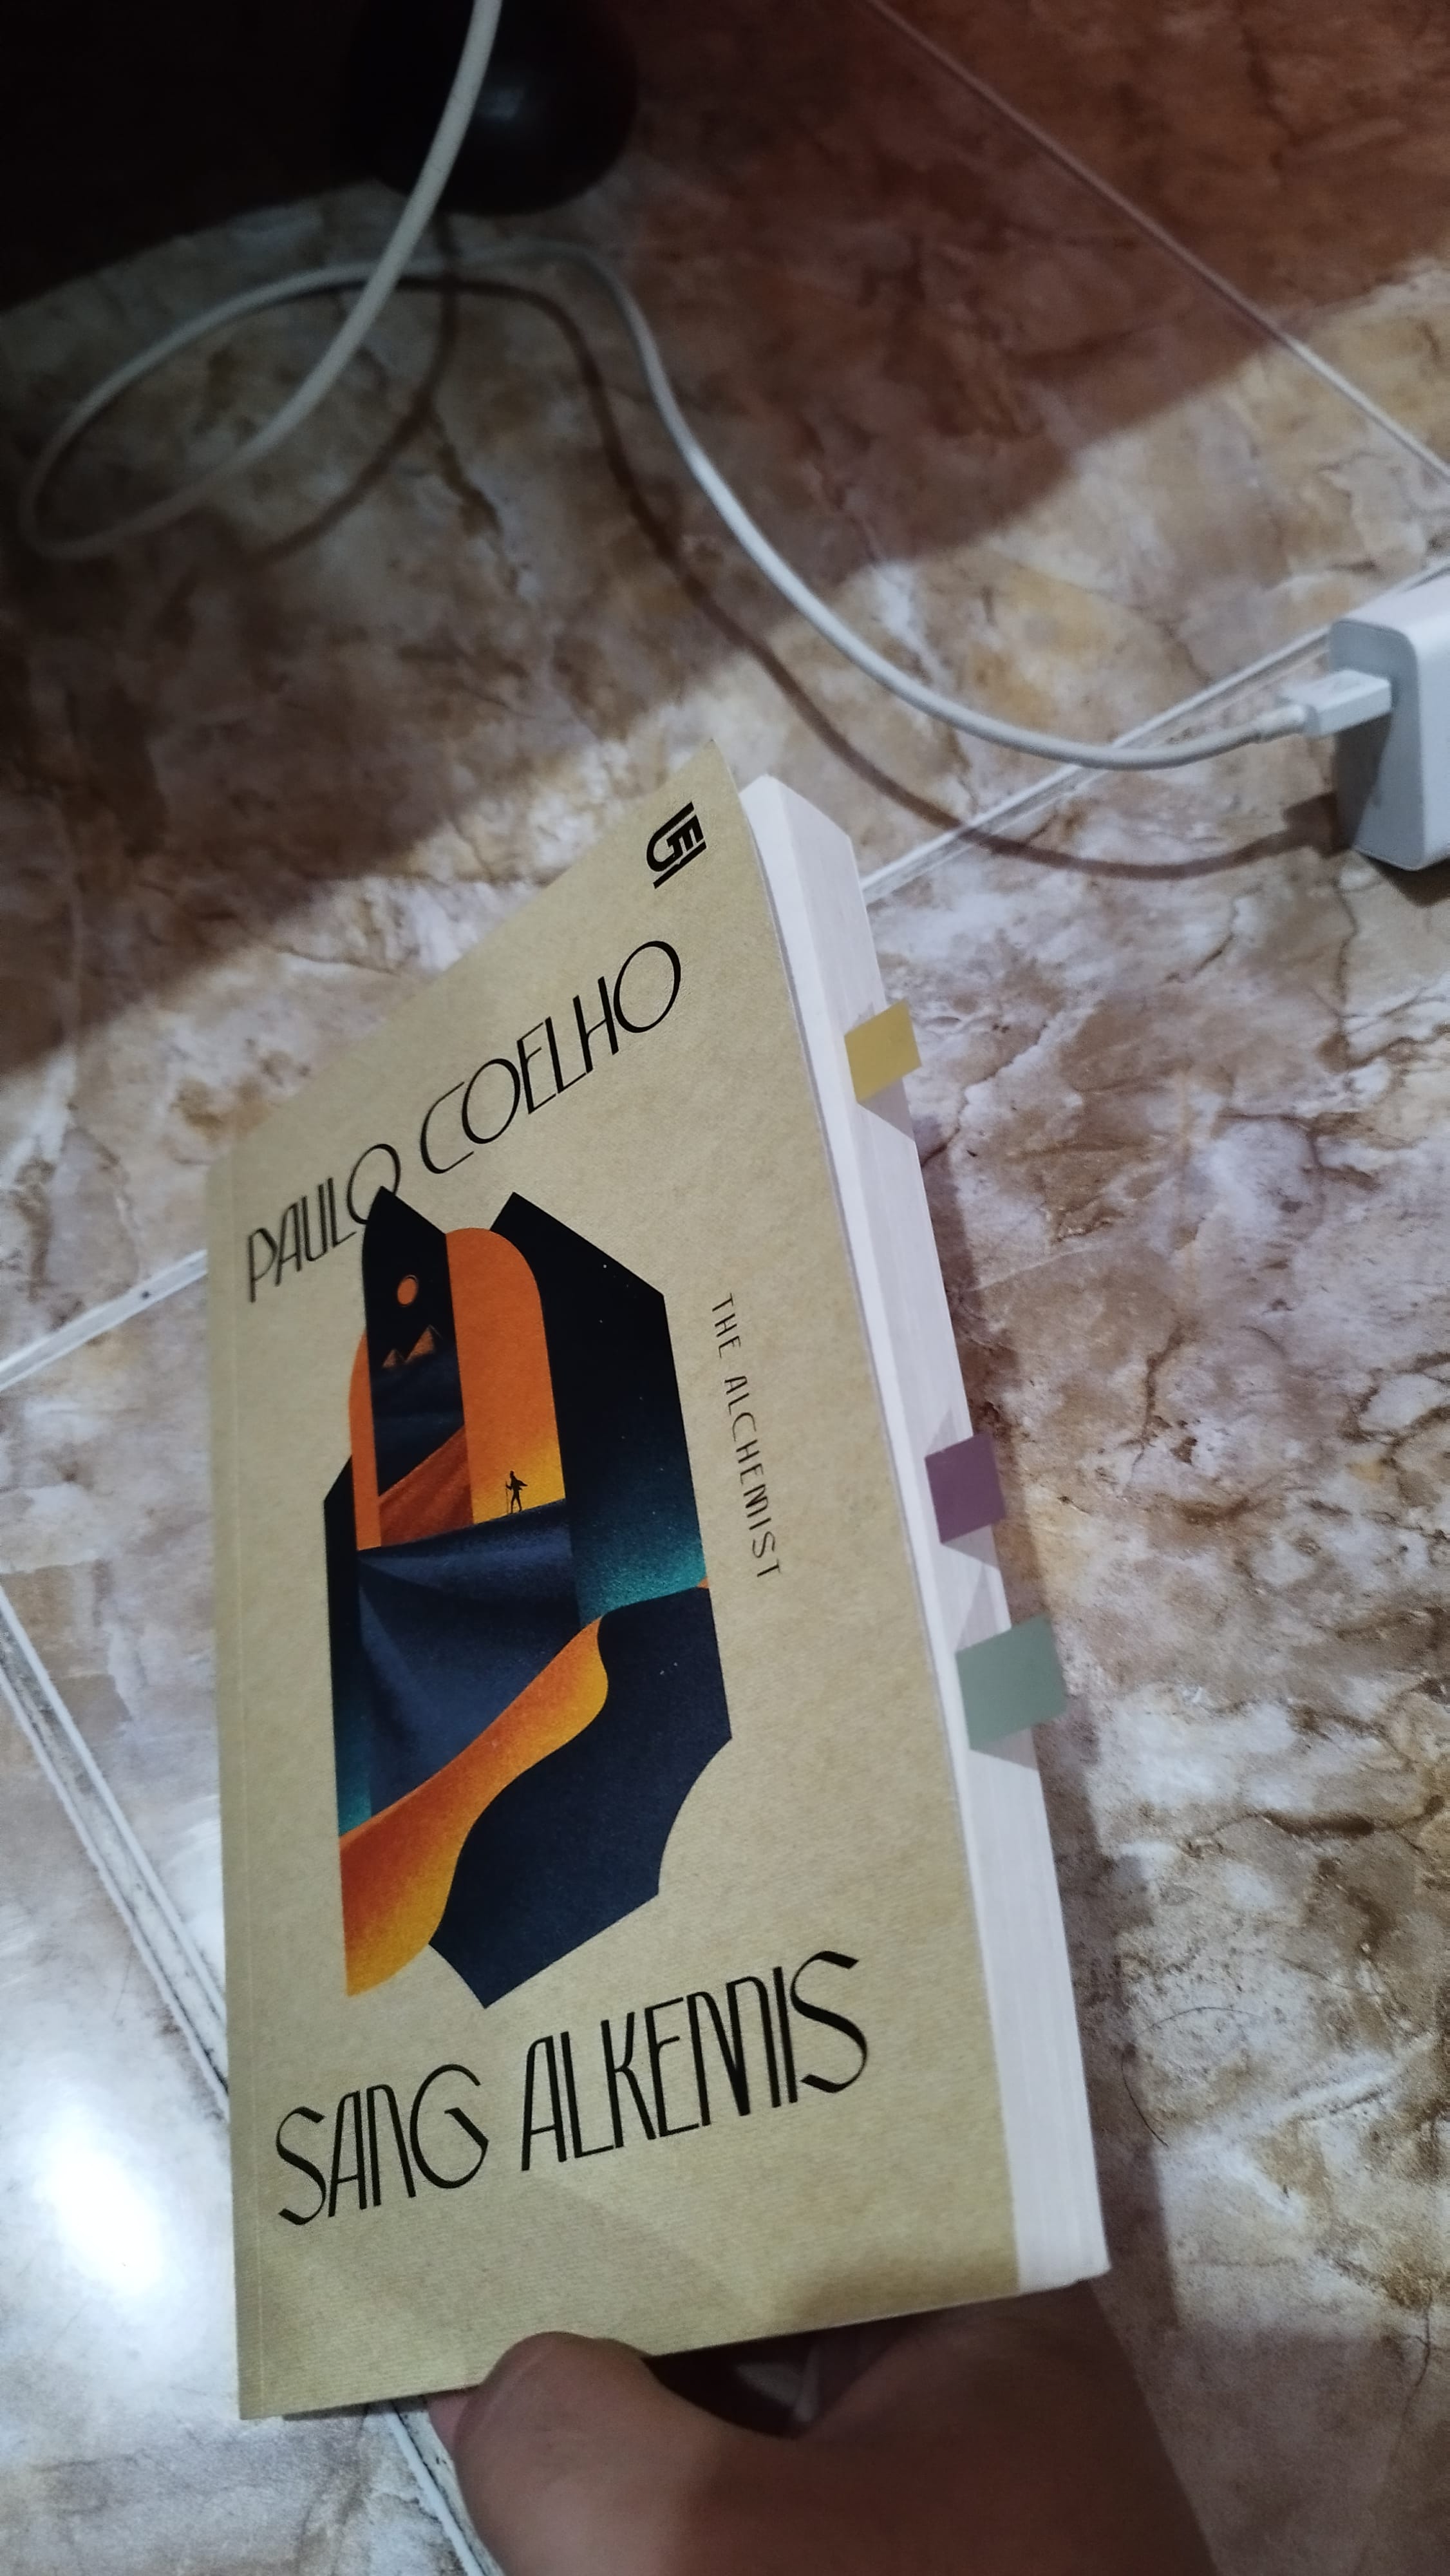 PAULO COELHO
THE ALCHEMIST
SANG ALKEMIS